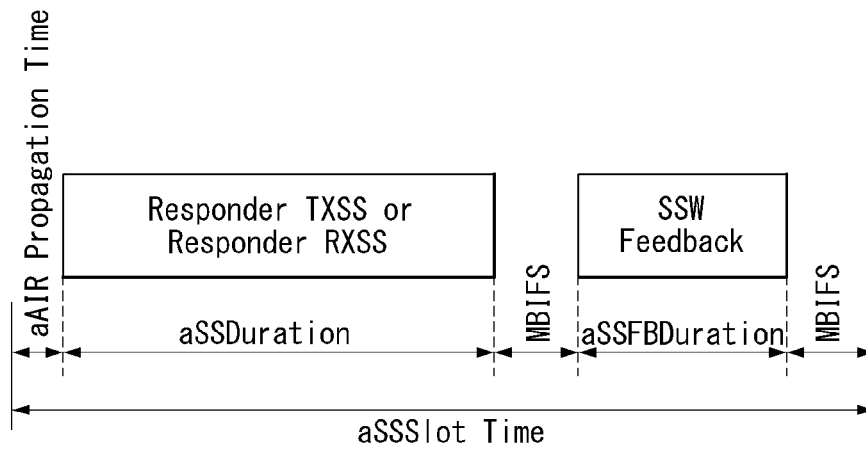 aAIR Propagation Time
Responder TXSS or
Responder RXSS
SSW
Feedback
aSSDuration
MBIFS
aSSFBDuration
MBIFS
aSSSlot Time